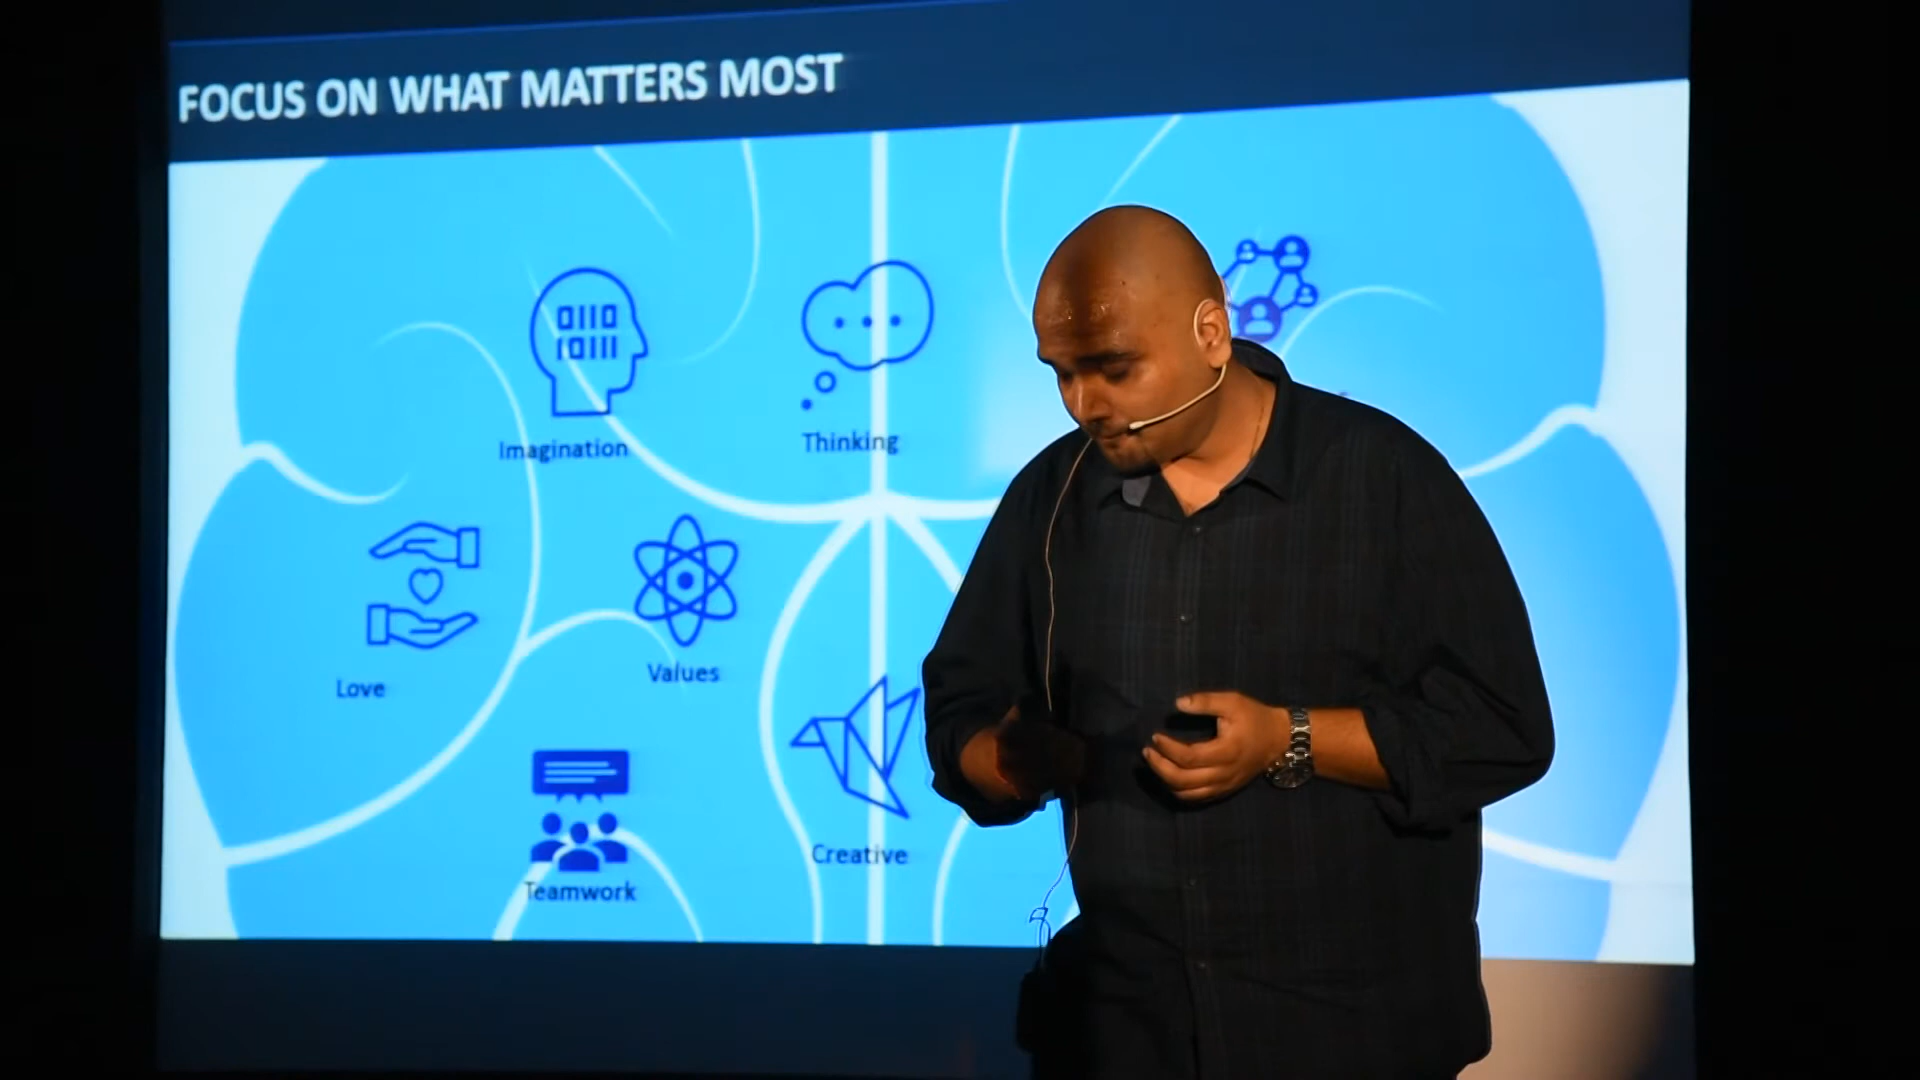 FOCUS ON WHAT MATTERS MOST
0110
10111
Imagination
Thinking
Love
Values
Creative
Teamwork